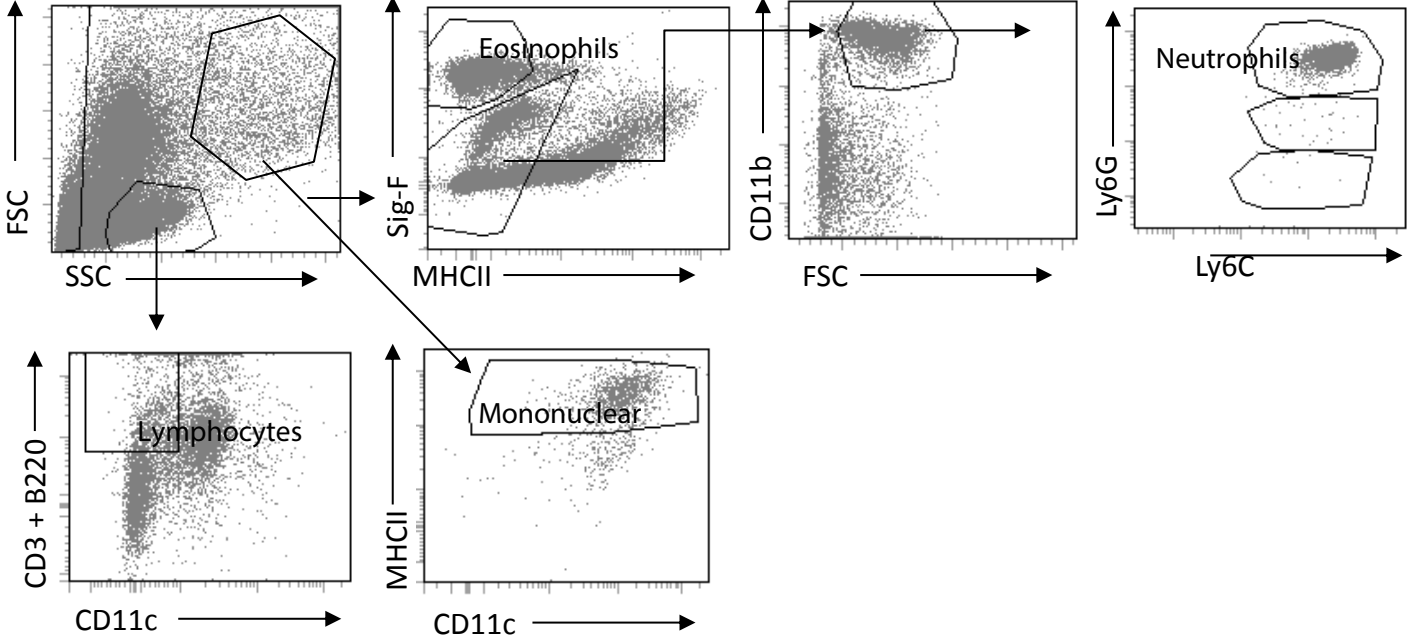 FSC
SSC
Sig-F
Eosinophils
MHCII
CD11b
FSC
Ly6G
Neutrophils
Ly6C
CD3 + B220
Lymphocytes
CD11c
MHCII
Mononuclear
CD11c